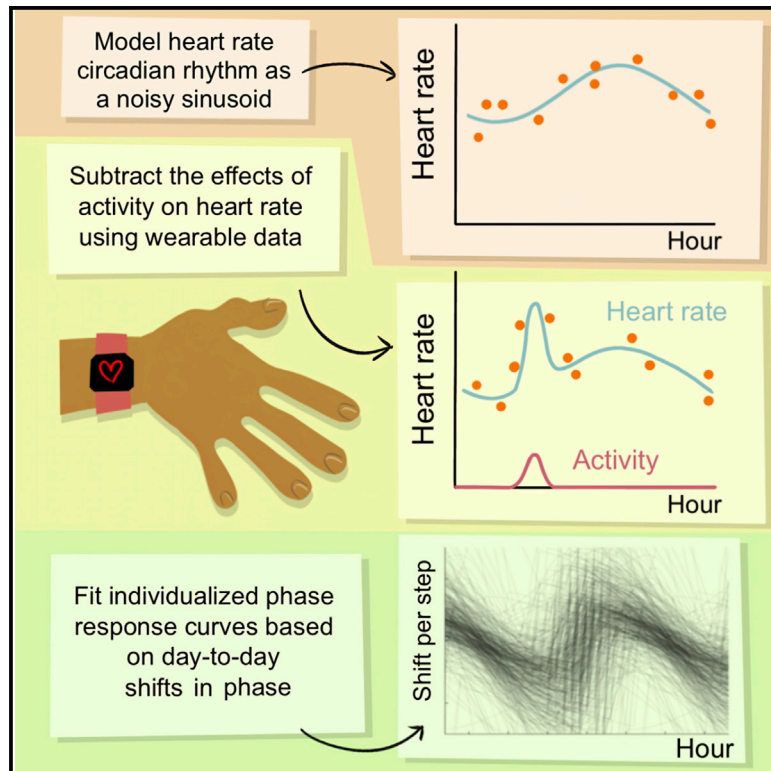 Model heart rate
circadian rhythm as
a noisy sinusoid
Heart rate
Hour
Subtract the effects of
activity on heart rate
using wearable data
Heart rate
Heart rate
Activity
Hour
Fit individualized phase
response curves based
on day-to-day
shifts in phase
Shift per step
Hour